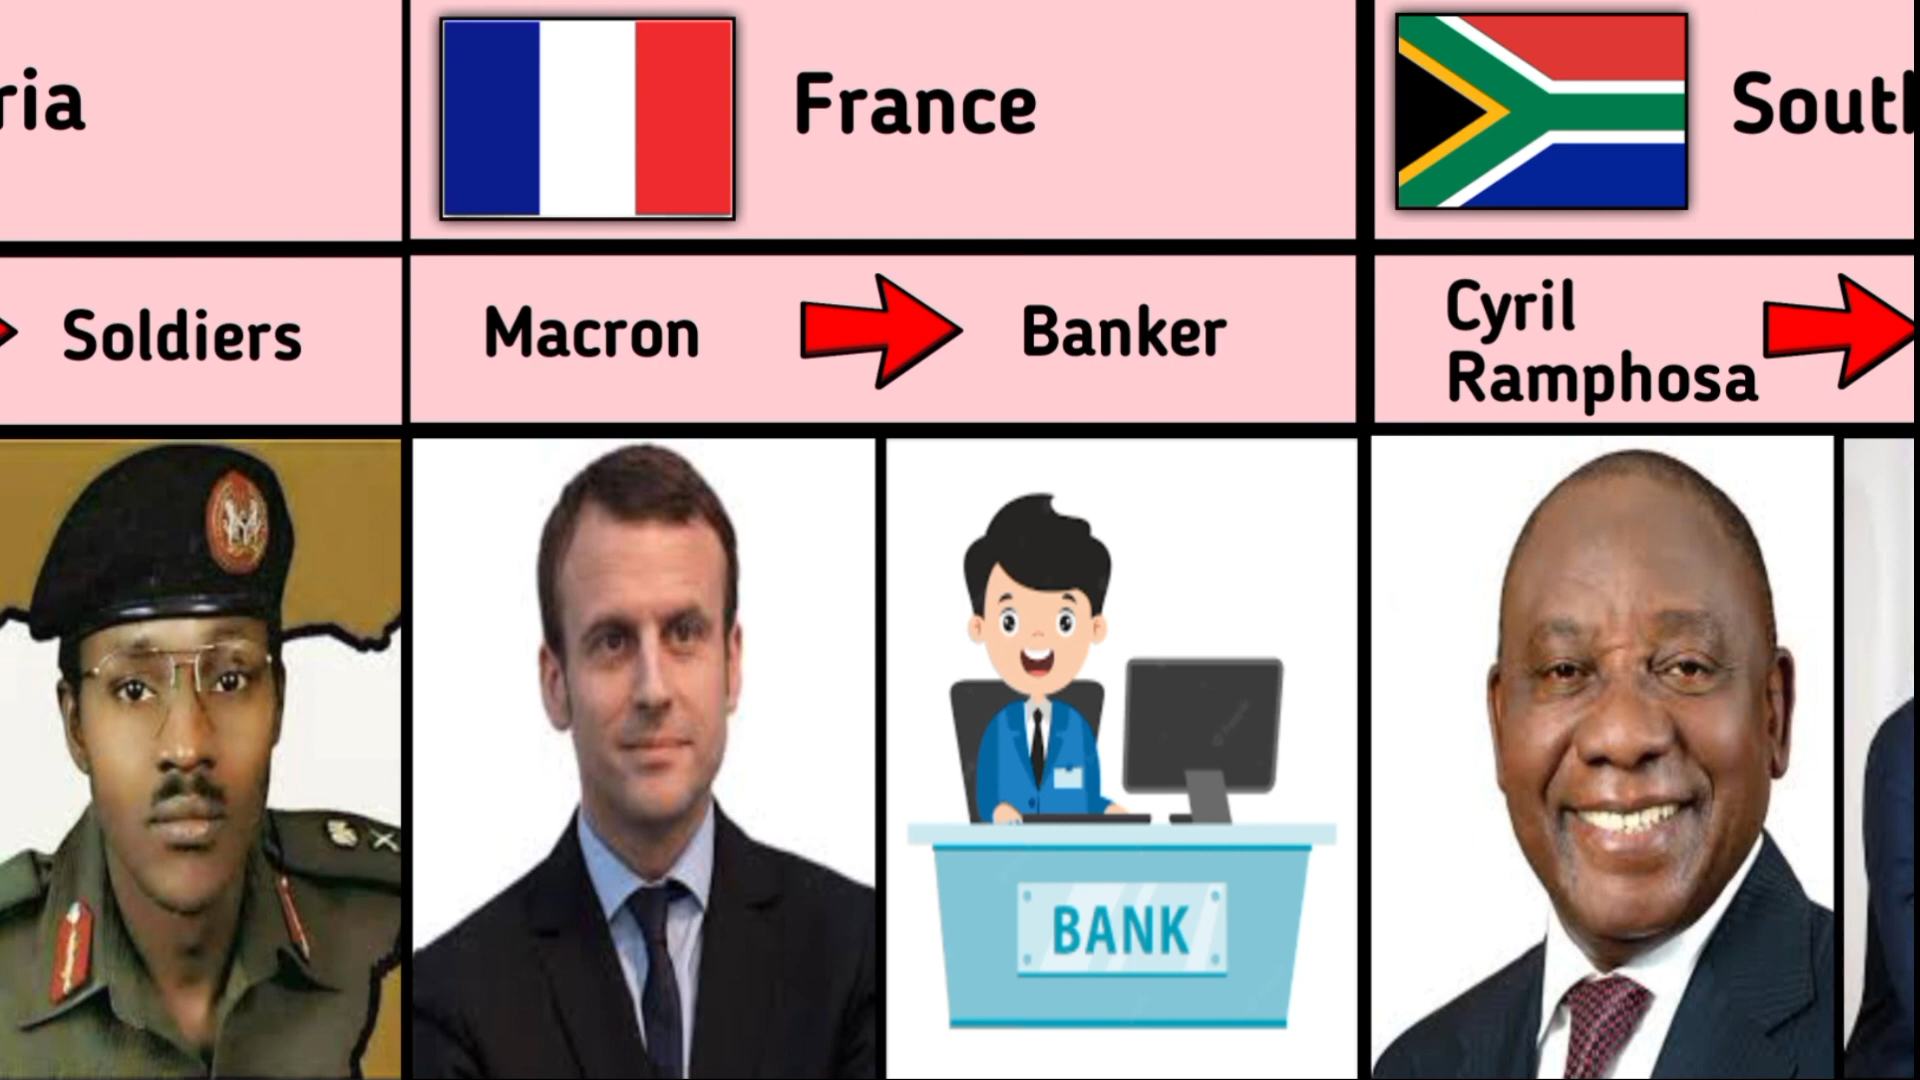 ria
France
Sout
Soldiers
Macron
Banker
Cyril
Ramphosa
BANK